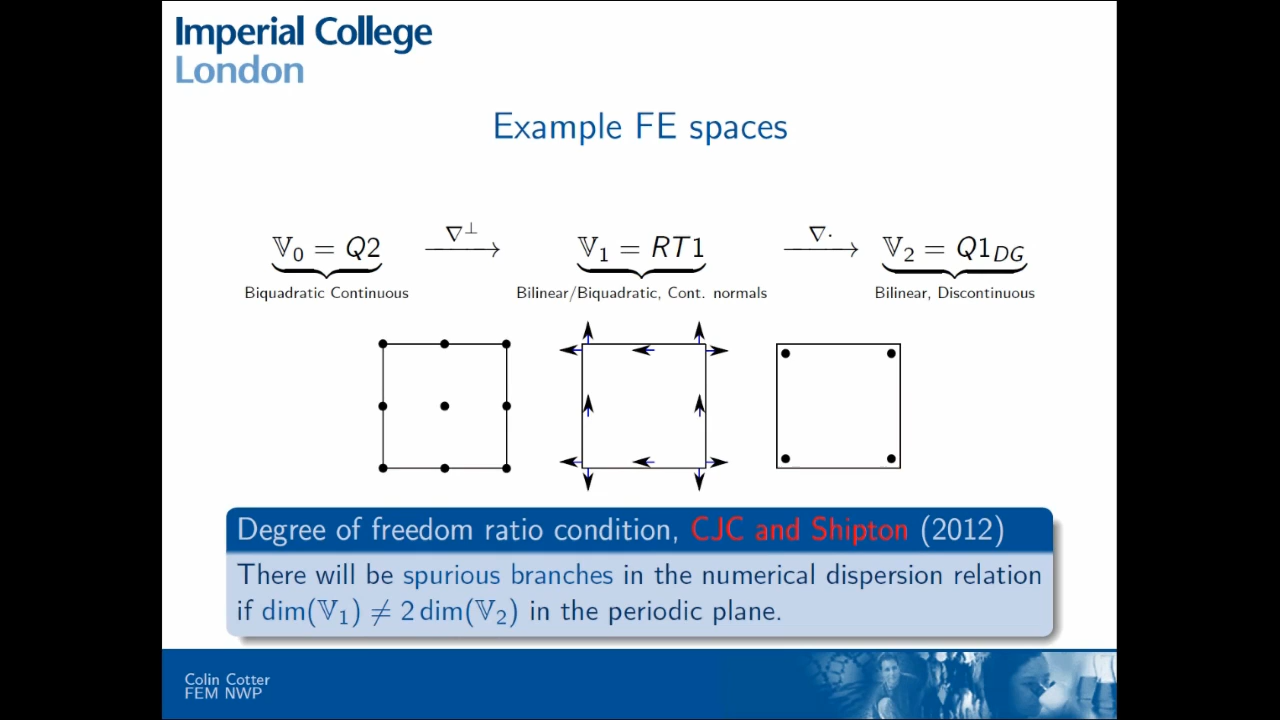 Imperial College
London
Example FE spaces
𝕍₀ = Q2 ∇⊥ 𝕍₁ = RT1 ∇· 𝕍₂ = Q1_DG
Biquadratic Continuous Bilinear/Biquadratic, Cont. normals Bilinear, Discontinuous
Degree of freedom ratio condition, CJC and Shipton (2012)
There will be spurious branches in the numerical dispersion relation
if dim(𝕍₁) ≠ 2 dim(𝕍₂) in the periodic plane.
Colin Cotter
FEM NWP